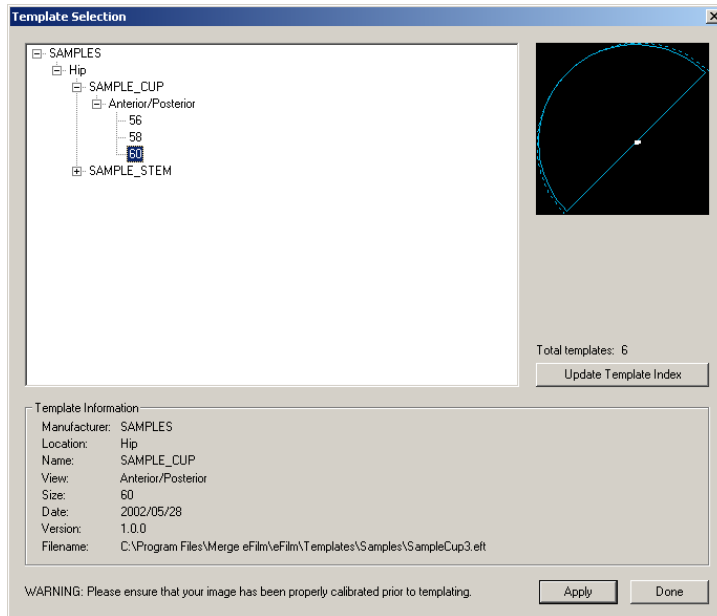 Template Selection
SAMPLES
Hip
SAMPLE_CUP
Anterior/Posterior
56
58
60
SAMPLE_STEM
Total templates: 6
Update Template Index
Template Information
Manufacturer: SAMPLES
Location: Hip
Name: SAMPLE_CUP
View: Anterior/Posterior
Size: 60
Date: 2002/05/28
Version: 1.0.0
Filename: C:\Program Files\Merge eFilm\eFilm\Templates\Samples\SampleCup3.eft
WARNING: Please ensure that your image has been properly calibrated prior to templating.
Apply
Done